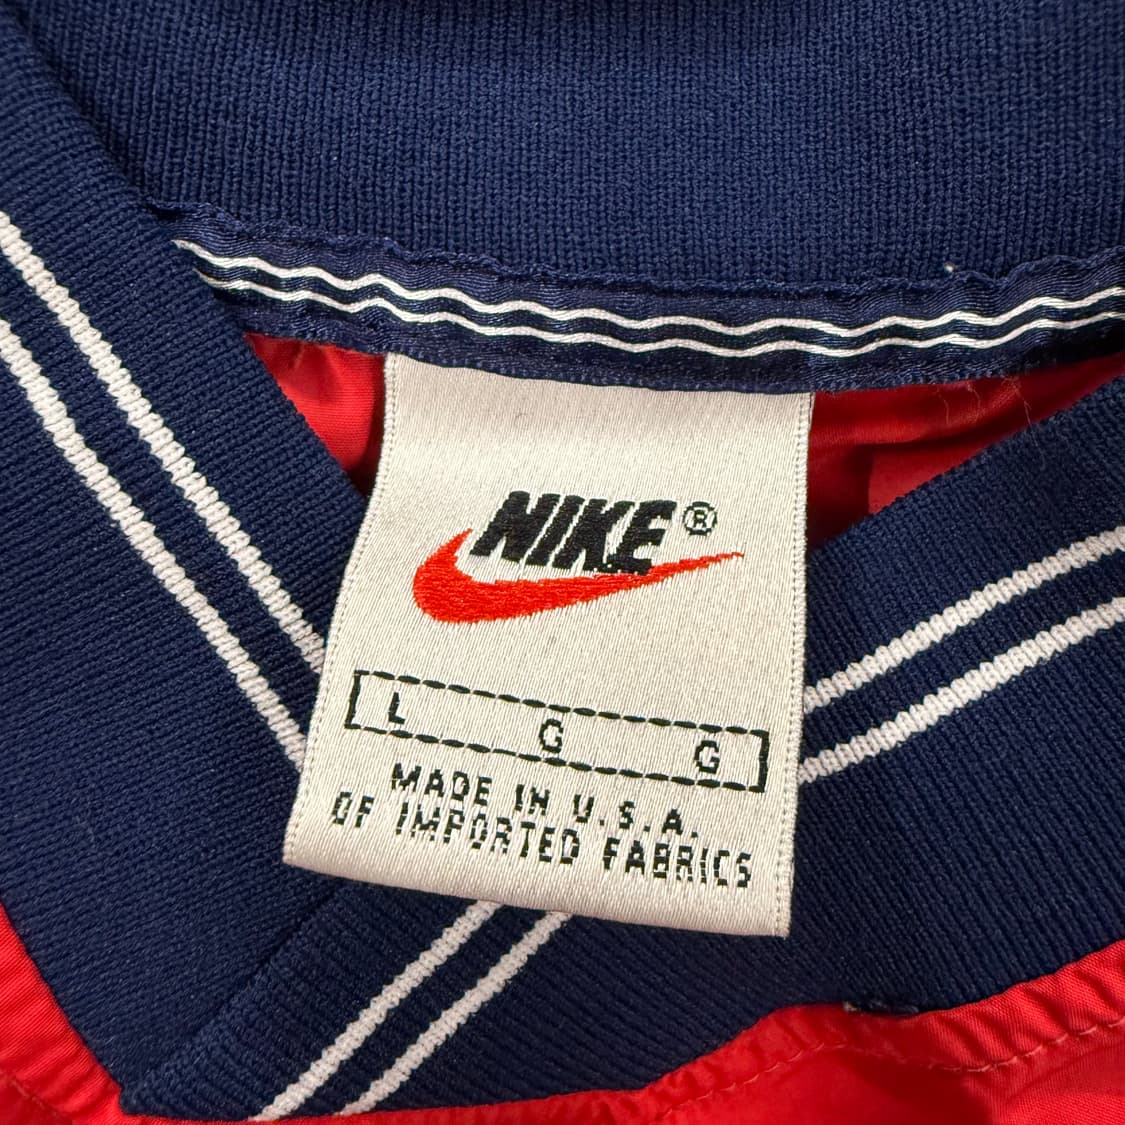 NIKE®
L G G
MADE IN U.S.A.
OF IMPORTED FABRICS